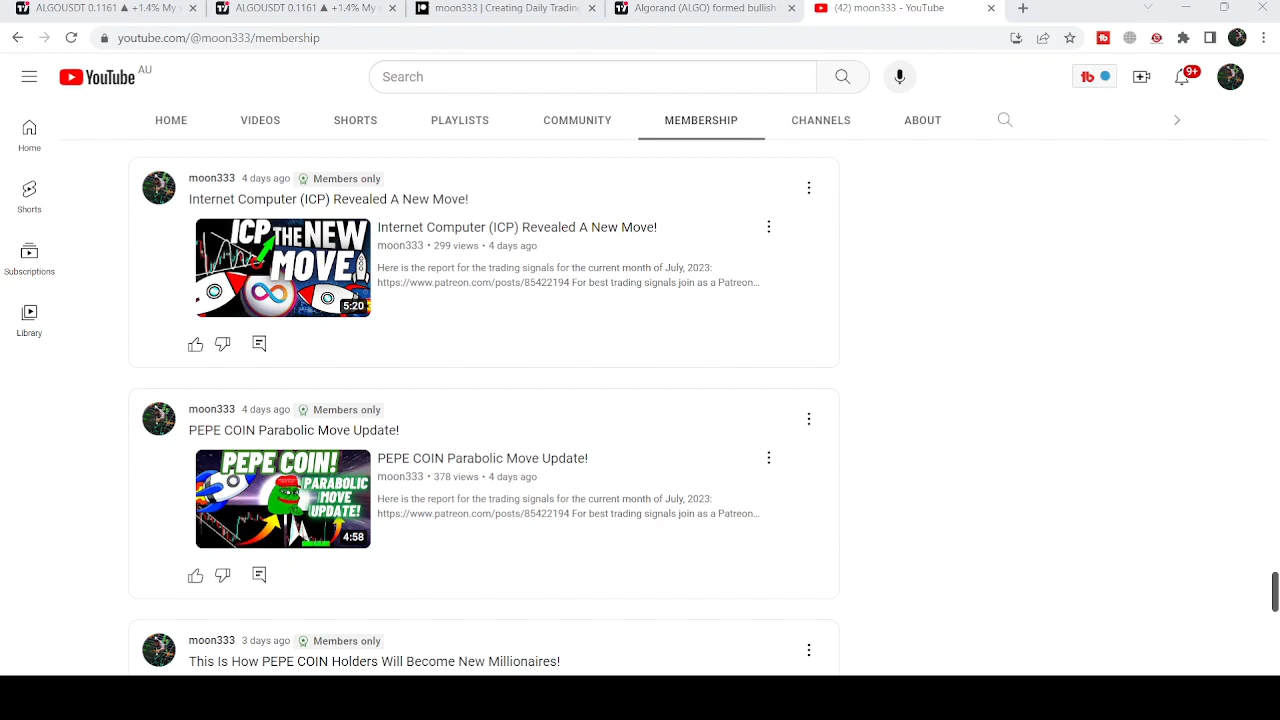 ALGOUSDT 0.1161 ▲ +1.4% My
ALGOUSDT 0.1161 ▲ +1.4% My
moon333 | Creating Daily Trading
Algorand (ALGO) formed bullish
(42) moon333 - YouTube
youtube.com/@moon333/membership
YouTube AU
Search
9+
HOME
VIDEOS
SHORTS
PLAYLISTS
COMMUNITY
MEMBERSHIP
CHANNELS
ABOUT
Home
Shorts
Subscriptions
Library
moon333 4 days ago Members only
Internet Computer (ICP) Revealed A New Move!
ICP THE NEW
MOVE!
5:20
Internet Computer (ICP) Revealed A New Move!
moon333 • 299 views • 4 days ago
Here is the report for the trading signals for the current month of July, 2023:
https://www.patreon.com/posts/85422194 For best trading signals join as a Patreon...
moon333 4 days ago Members only
PEPE COIN Parabolic Move Update!
PEPE COIN!
PARABOLIC
MOVE
UPDATE!
4:58
PEPE COIN Parabolic Move Update!
moon333 • 378 views • 4 days ago
Here is the report for the trading signals for the current month of July, 2023:
https://www.patreon.com/posts/85422194 For best trading signals join as a Patreon...
moon333 3 days ago Members only
This Is How PEPE COIN Holders Will Become New Millionaires!